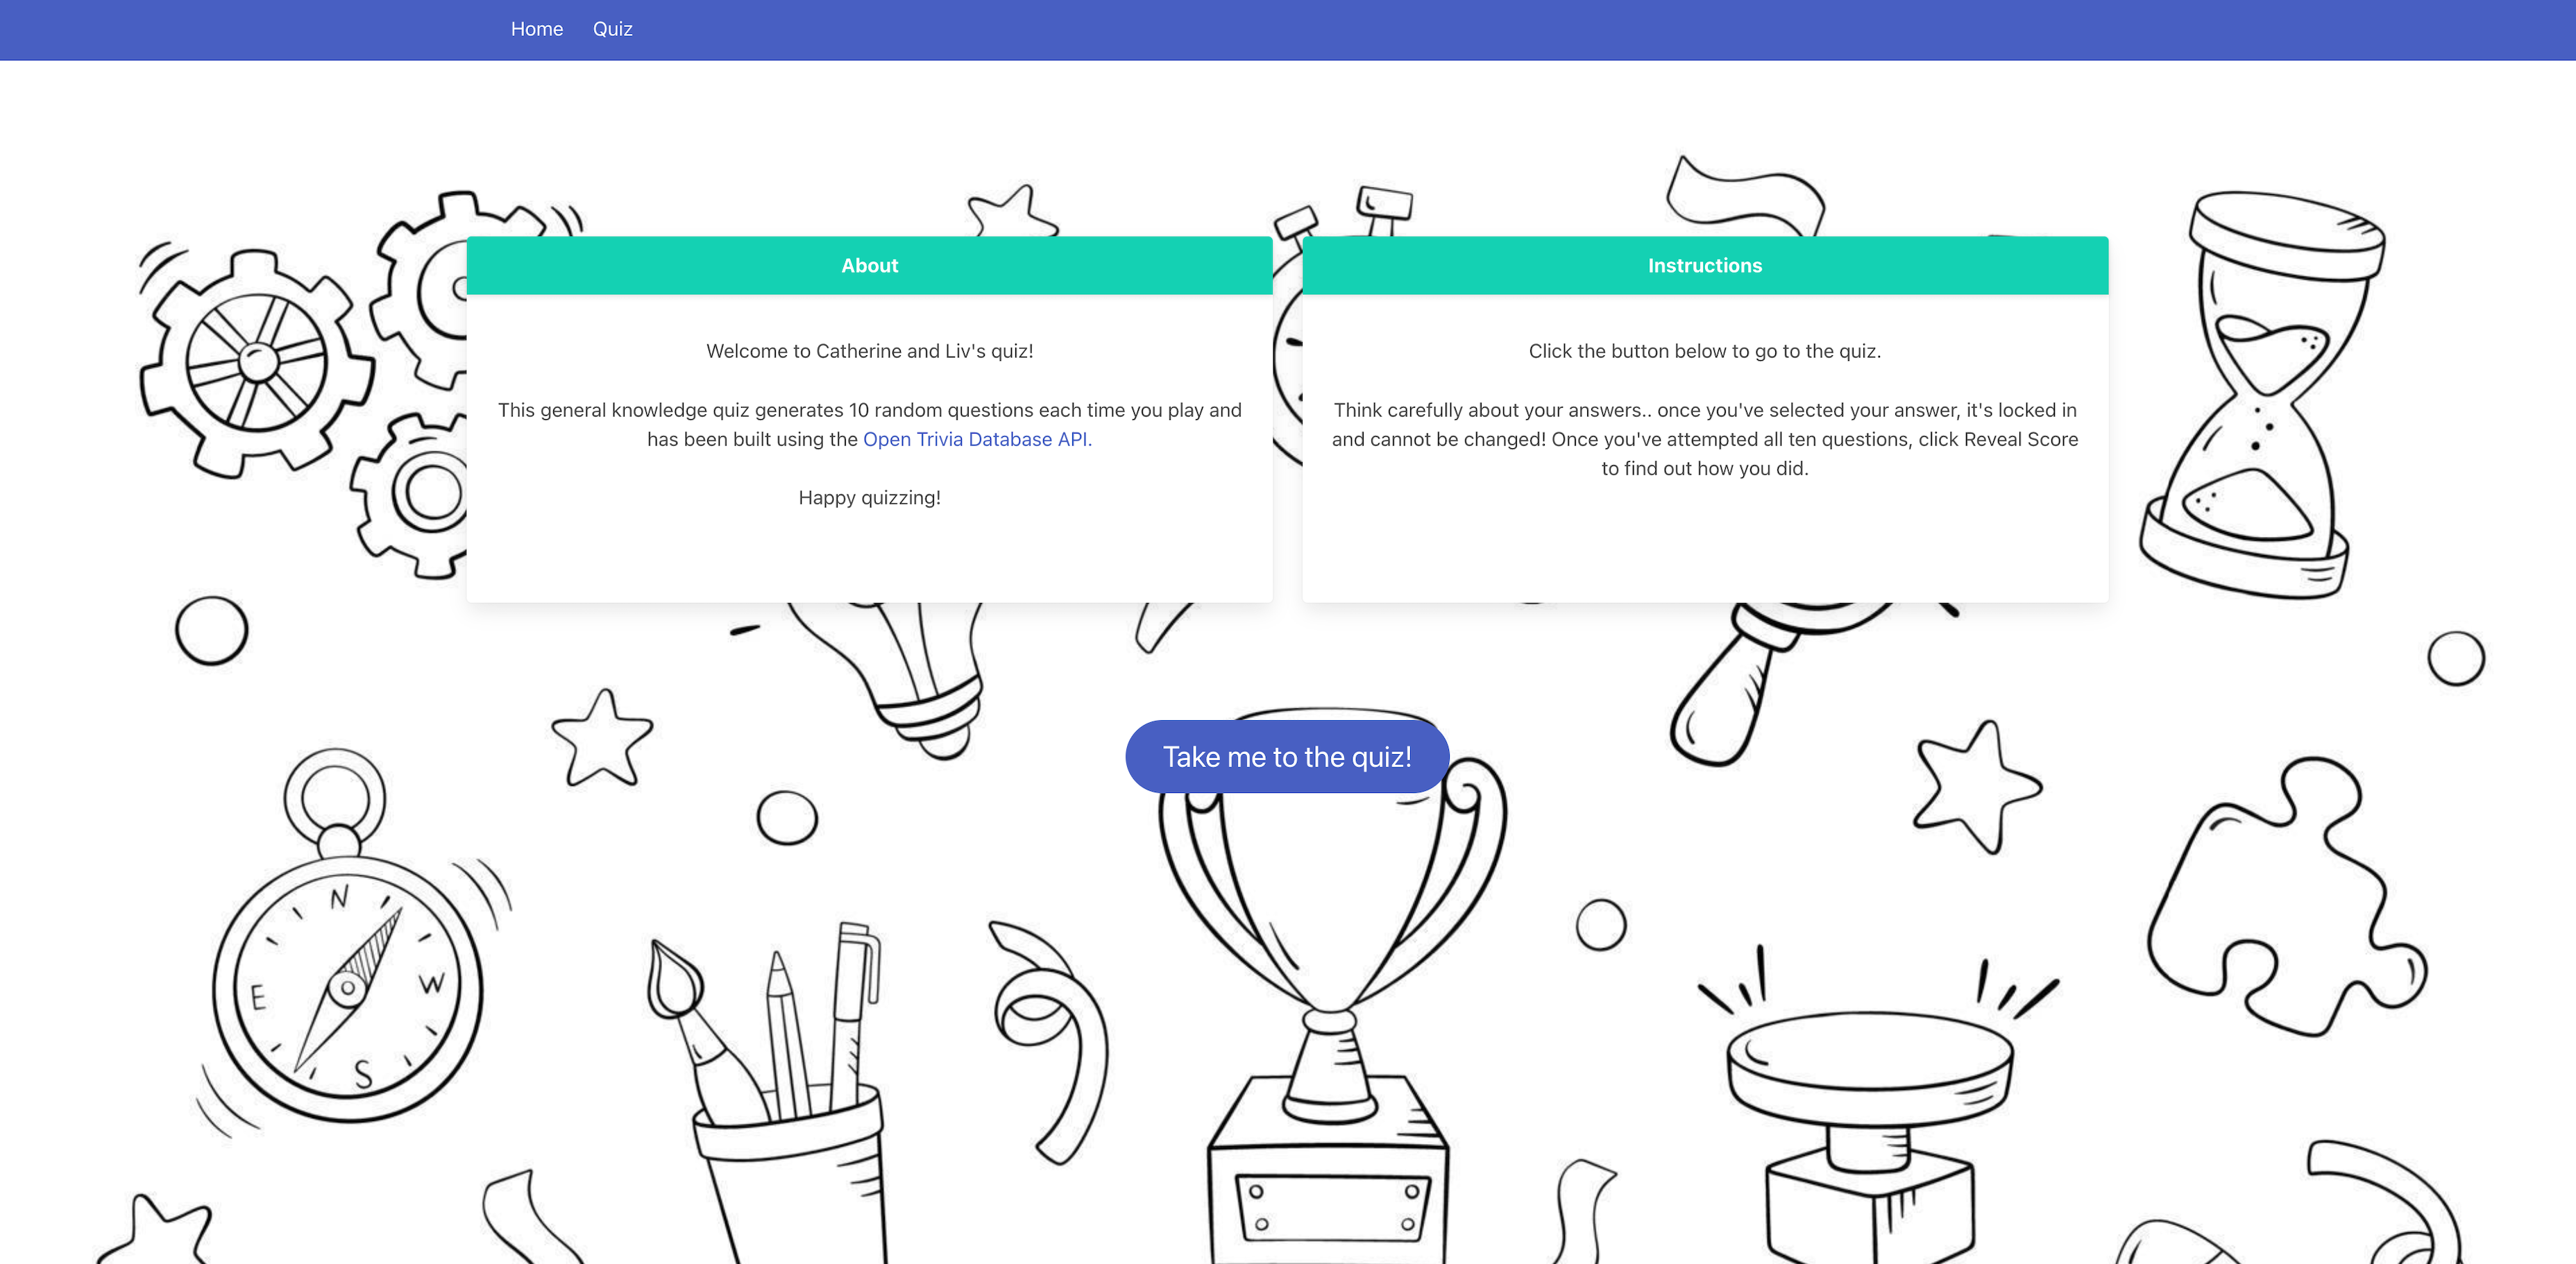 Home Quiz
About
Welcome to Catherine and Liv's quiz!
This general knowledge quiz generates 10 random questions each time you play and
has been built using the Open Trivia Database API.
Happy quizzing!
Instructions
Click the button below to go to the quiz.
Think carefully about your answers.. once you've selected your answer, it's locked in
and cannot be changed! Once you've attempted all ten questions, click Reveal Score
to find out how you did.
Take me to the quiz!
N
E W
S